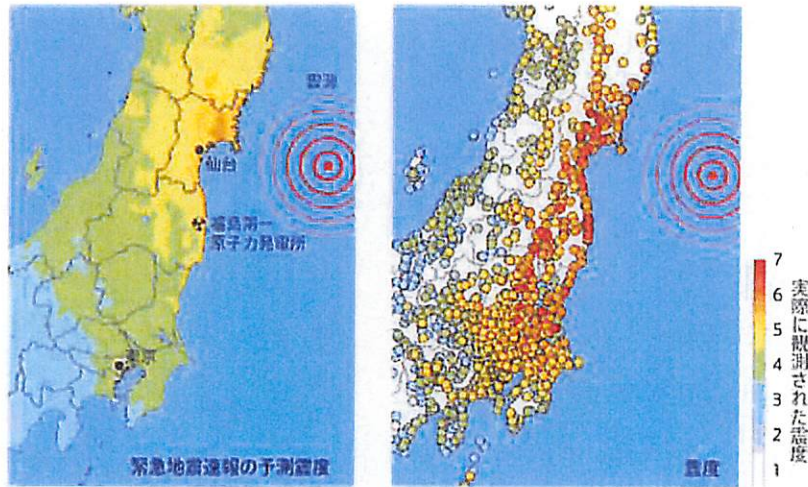 震源
仙台
福島第一
原子力発電所
東京
緊急地震速報の予測震度
震度
7
6
5
4
3
2
1
実際に観測された震度